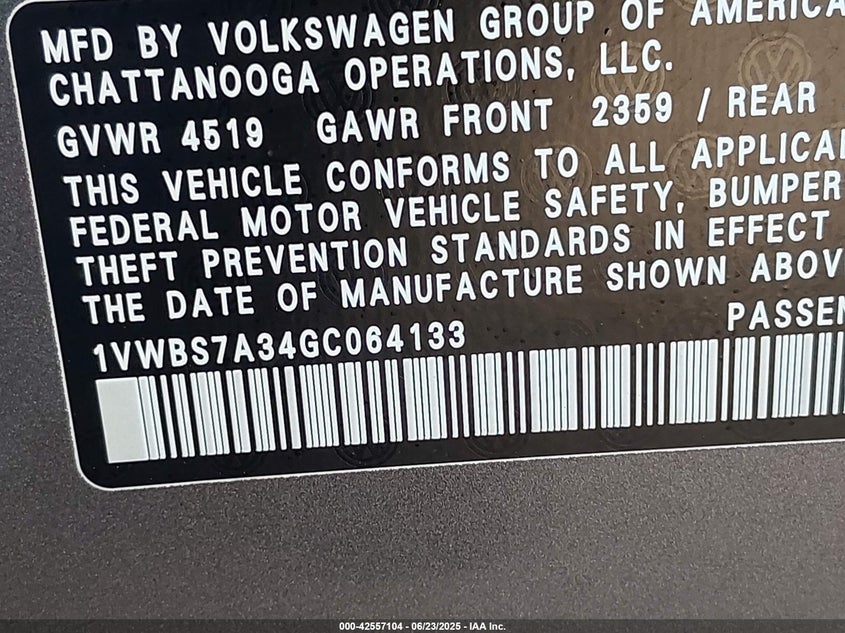 MFD BY VOLKSWAGEN GROUP OF AMERICA
CHATTANOOGA OPERATIONS, LLC.
GVWR 4519 GAWR FRONT 2359 / REAR
THIS VEHICLE CONFORMS TO ALL APPLICA
FEDERAL MOTOR VEHICLE SAFETY, BUMPER
THEFT PREVENTION STANDARDS IN EFFECT
THE DATE OF MANUFACTURE SHOWN ABOV
1VWBS7A34GC064133 PASSEN
000-42557104 - 06/23/2025 - IAA Inc.